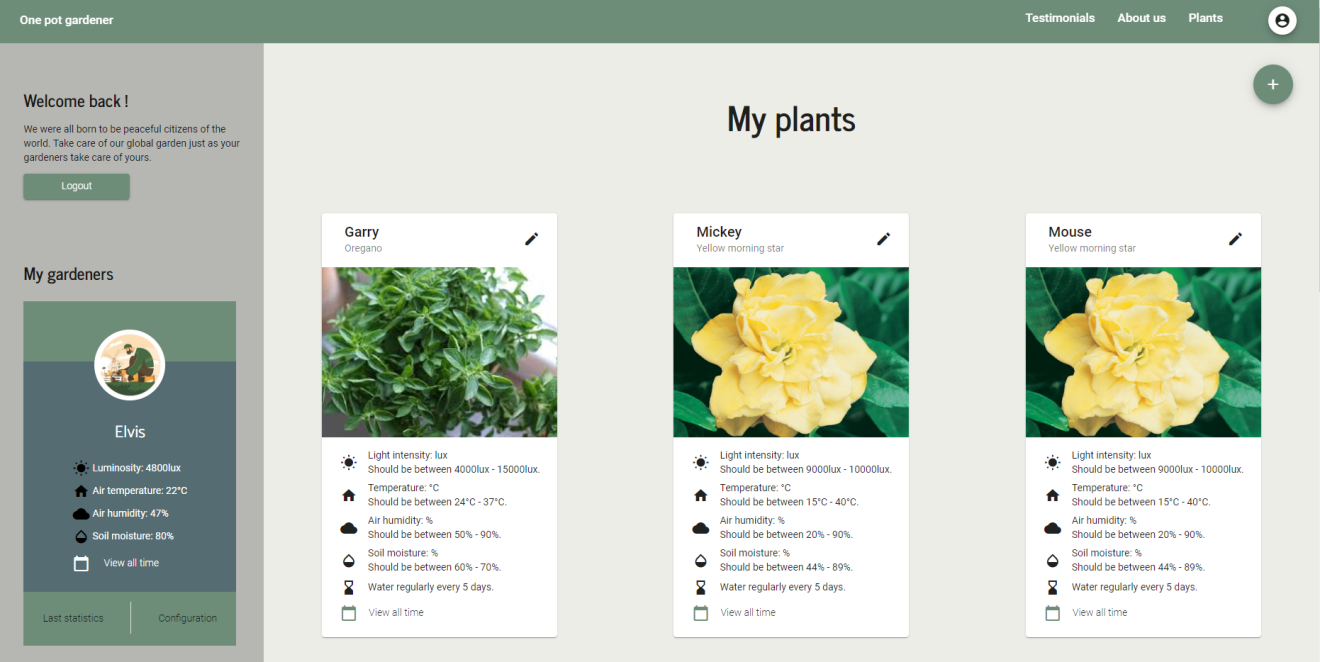 One pot gardener
Testimonials
About us
Plants
Welcome back !
We were all born to be peaceful citizens of the
world. Take care of our global garden just as your
gardeners take care of yours.
Logout
My gardeners
Elvis
Luminosity: 4800lux
Air temperature: 22°C
Air humidity: 47%
Soil moisture: 80%
View all time
Last statistics
Configuration
+
My plants
Garry
Oregano
Light intensity: lux
Should be between 4000lux - 15000lux.
Temperature: °C
Should be between 24°C - 37°C.
Air humidity: %
Should be between 50% - 90%.
Soil moisture: %
Should be between 60% - 70%.
Water regularly every 5 days.
View all time
Mickey
Yellow morning star
Light intensity: lux
Should be between 9000lux - 10000lux.
Temperature: °C
Should be between 15°C - 40°C.
Air humidity: %
Should be between 20% - 90%.
Soil moisture: %
Should be between 44% - 89%.
Water regularly every 5 days.
View all time
Mouse
Yellow morning star
Light intensity: lux
Should be between 9000lux - 10000lux.
Temperature: °C
Should be between 15°C - 40°C.
Air humidity: %
Should be between 20% - 90%.
Soil moisture: %
Should be between 44% - 89%.
Water regularly every 5 days.
View all time